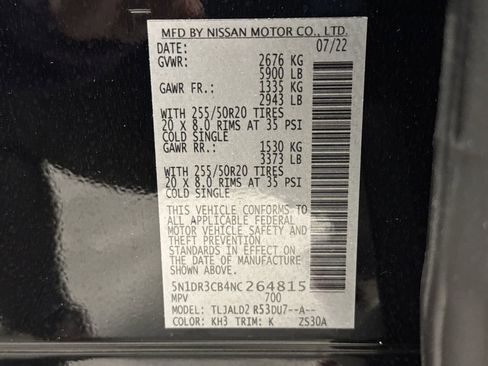 MFD BY NISSAN MOTOR CO., LTD.
DATE: 07/22
GVWR: 2676 KG
5900 LB
GAWR FR.: 1335 KG
2943 LB
WITH 255/50R20 TIRES
20 X 8.0 RIMS AT 35 PSI
COLD SINGLE
GAWR RR.: 1530 KG
3373 LB
WITH 255/50R20 TIRES
20 X 8.0 RIMS AT 35 PSI
COLD SINGLE
THIS VEHICLE CONFORMS TO
ALL APPLICABLE FEDERAL
MOTOR VEHICLE SAFETY AND
THEFT PREVENTION
STANDARDS IN EFFECT ON
THE DATE OF MANUFACTURE
SHOWN ABOVE.
5N1DR3CB4NC264815
MPV 700
MODEL: TLJALD2 R53DU7--A--
COLOR: KH3 TRIM: K ZS30A